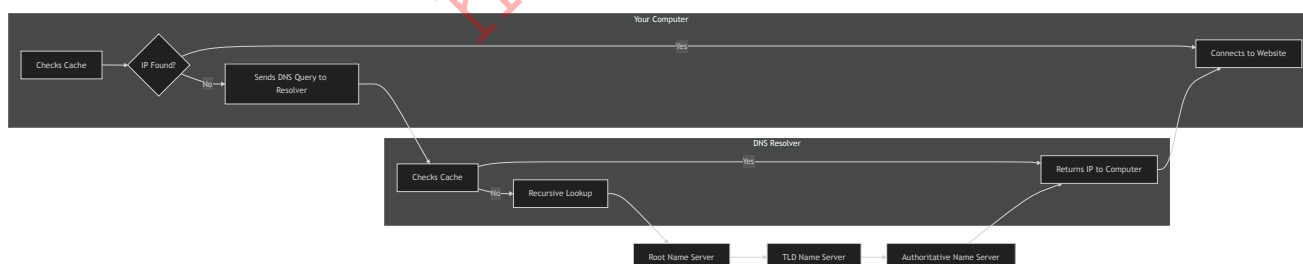 Your Computer
Checks Cache
IP Found?
Yes
Connects to Website
No
Sends DNS Query to
Resolver
DNS Resolver
Checks Cache
Yes
Returns IP to Computer
No
Recursive Lookup
Root Name Server
TLD Name Server
Authoritative Name Server